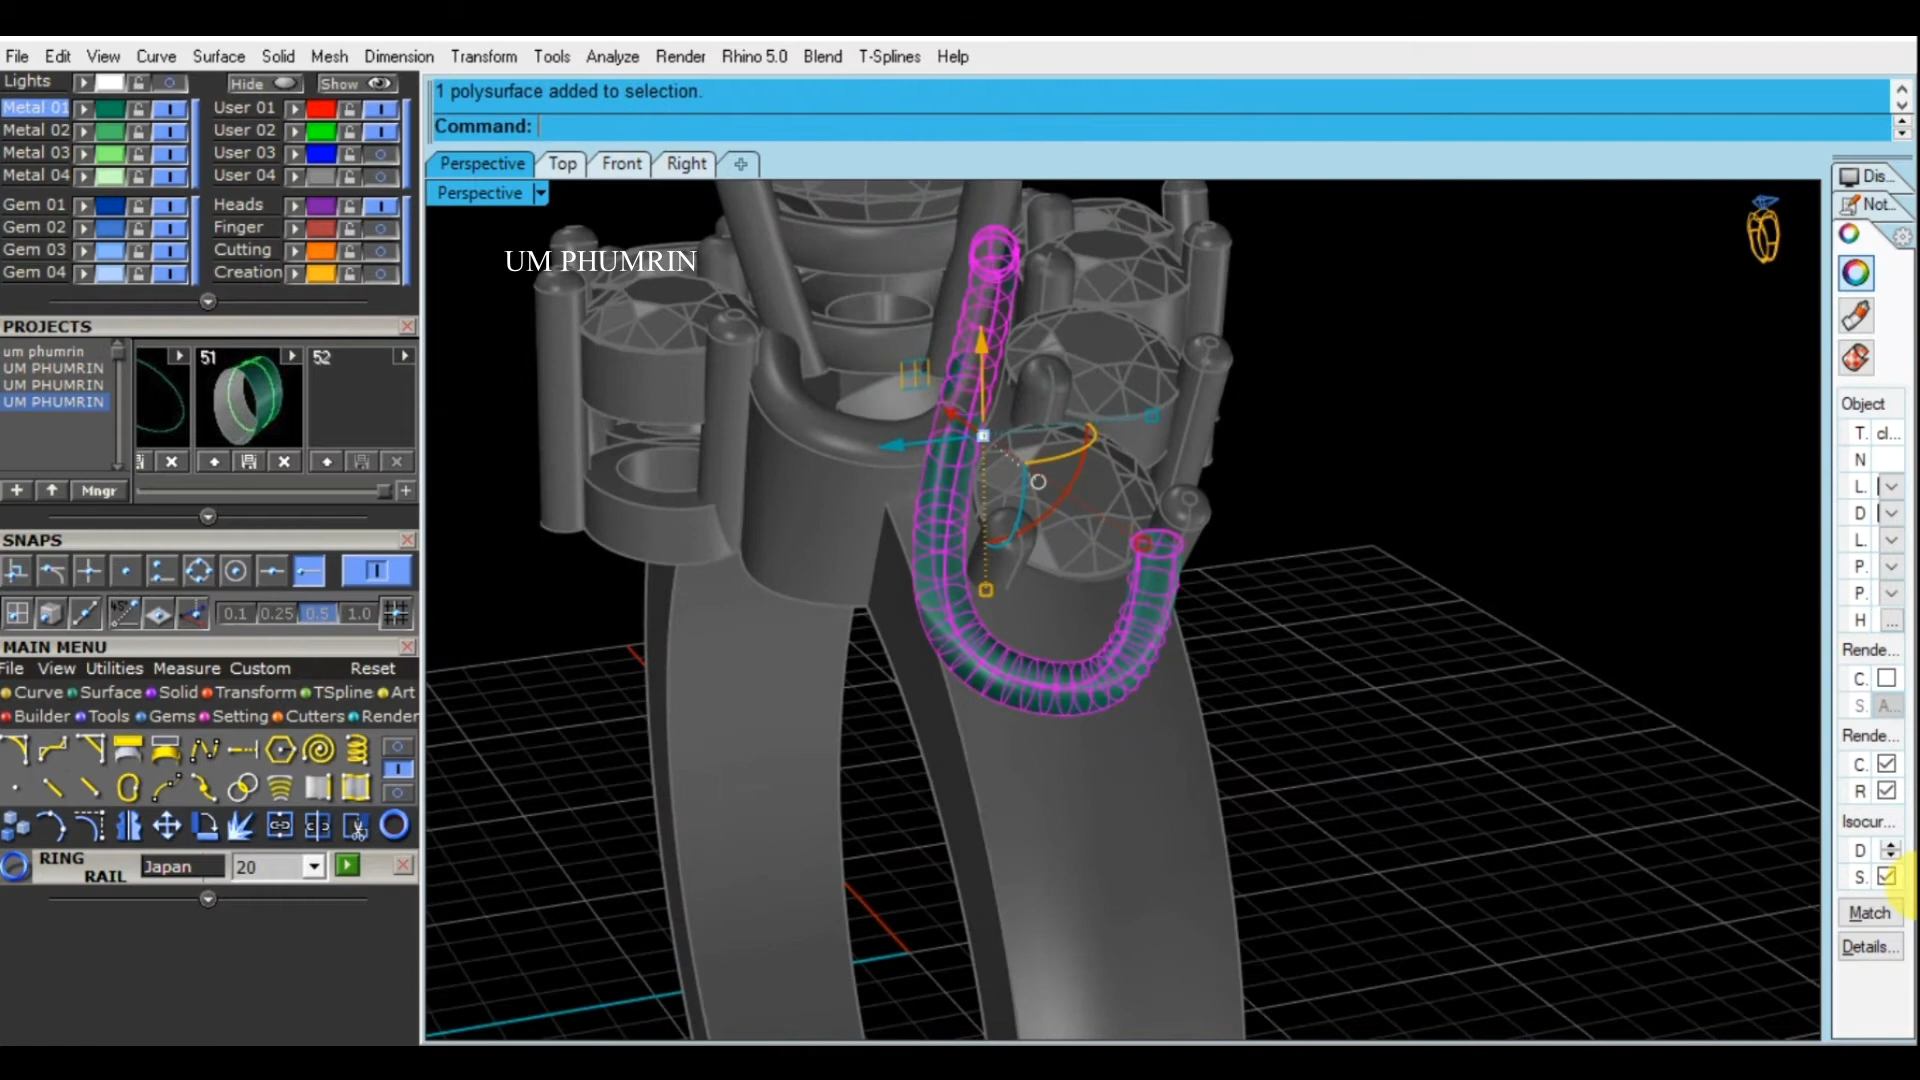 File Edit View Curve Surface Solid Mesh Dimension Transform Tools Analyze Render Rhino 5.0 Blend T-Splines Help
Lights Hide Show
Metal 01 User 01
Metal 02 User 02
Metal 03 User 03
Metal 04 User 04
Gem 01 Heads
Gem 02 Finger
Gem 03 Cutting
Gem 04 Creation
PROJECTS
um phumrin
UM PHUMRIN
UM PHUMRIN
UM PHUMRIN
51 52
Mngr
SNAPS
0.1 0.25 0.5 1.0
MAIN MENU
File View Utilities Measure Custom Reset
Curve Surface Solid Transform TSpline Art
Builder Tools Gems Setting Cutters Render
RING RAIL Japan 20
1 polysurface added to selection.
Command:
Perspective Top Front Right
Perspective
UM PHUMRIN
Dis...
Not...
Object
T. cl...
N
L.
D
L.
P.
P.
H ...
Rende...
C.
S. A...
Rende...
C.
R
Isocur...
D
S.
Match
Details...